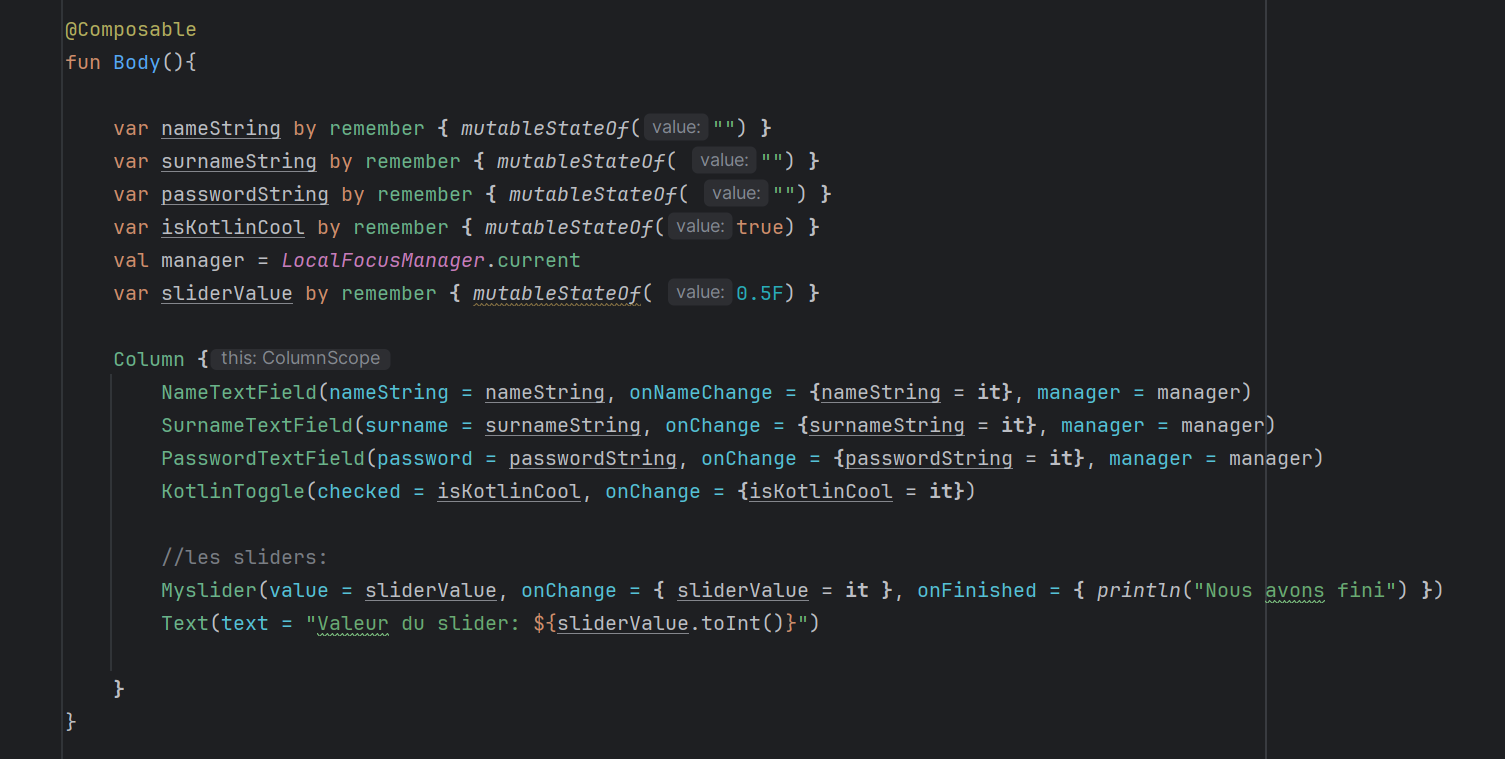 @Composable
fun Body(){
var nameString by remember { mutableStateOf(value: "") }
var surnameString by remember { mutableStateOf( value: "") }
var passwordString by remember { mutableStateOf( value: "") }
var isKotlinCool by remember { mutableStateOf(value: true) }
val manager = LocalFocusManager.current
var sliderValue by remember { mutableStateOf( value: 0.5F) }
Column { this: ColumnScope
NameTextField(nameString = nameString, onNameChange = {nameString = it}, manager = manager)
SurnameTextField(surname = surnameString, onChange = {surnameString = it}, manager = manager)
PasswordTextField(password = passwordString, onChange = {passwordString = it}, manager = manager)
KotlinToggle(checked = isKotlinCool, onChange = {isKotlinCool = it})
//les sliders:
Myslider(value = sliderValue, onChange = { sliderValue = it }, onFinished = { println("Nous avons fini") })
Text(text = "Valeur du slider: ${sliderValue.toInt()}")
}
}